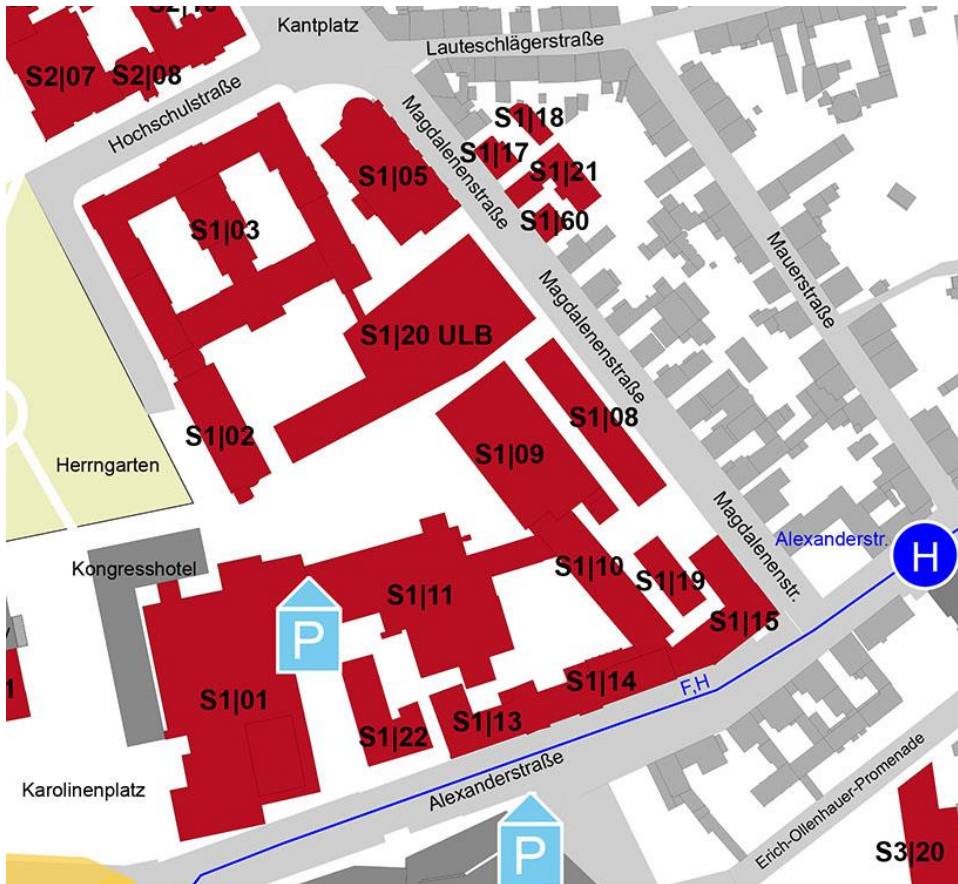 Kantplatz
Lauteschlägerstraße
S2|07
S2|08
Hochschulstraße
Magdalenenstraße
S1|18
S1|17
S1|21
S1|05
S1|60
S1|03
Mauerstraße
Magdalenenstraße
S1|20 ULB
S1|08
S1|02
S1|09
Herrngarten
Magdalenenstr.
Alexanderstr.
H
Kongresshotel
S1|10
S1|19
S1|11
S1|15
P
S1|01
S1|14
F,H
S1|13
S1|22
Karolinenplatz
Alexanderstraße
Erich-Ollenhauer-Promenade
P
S3|20